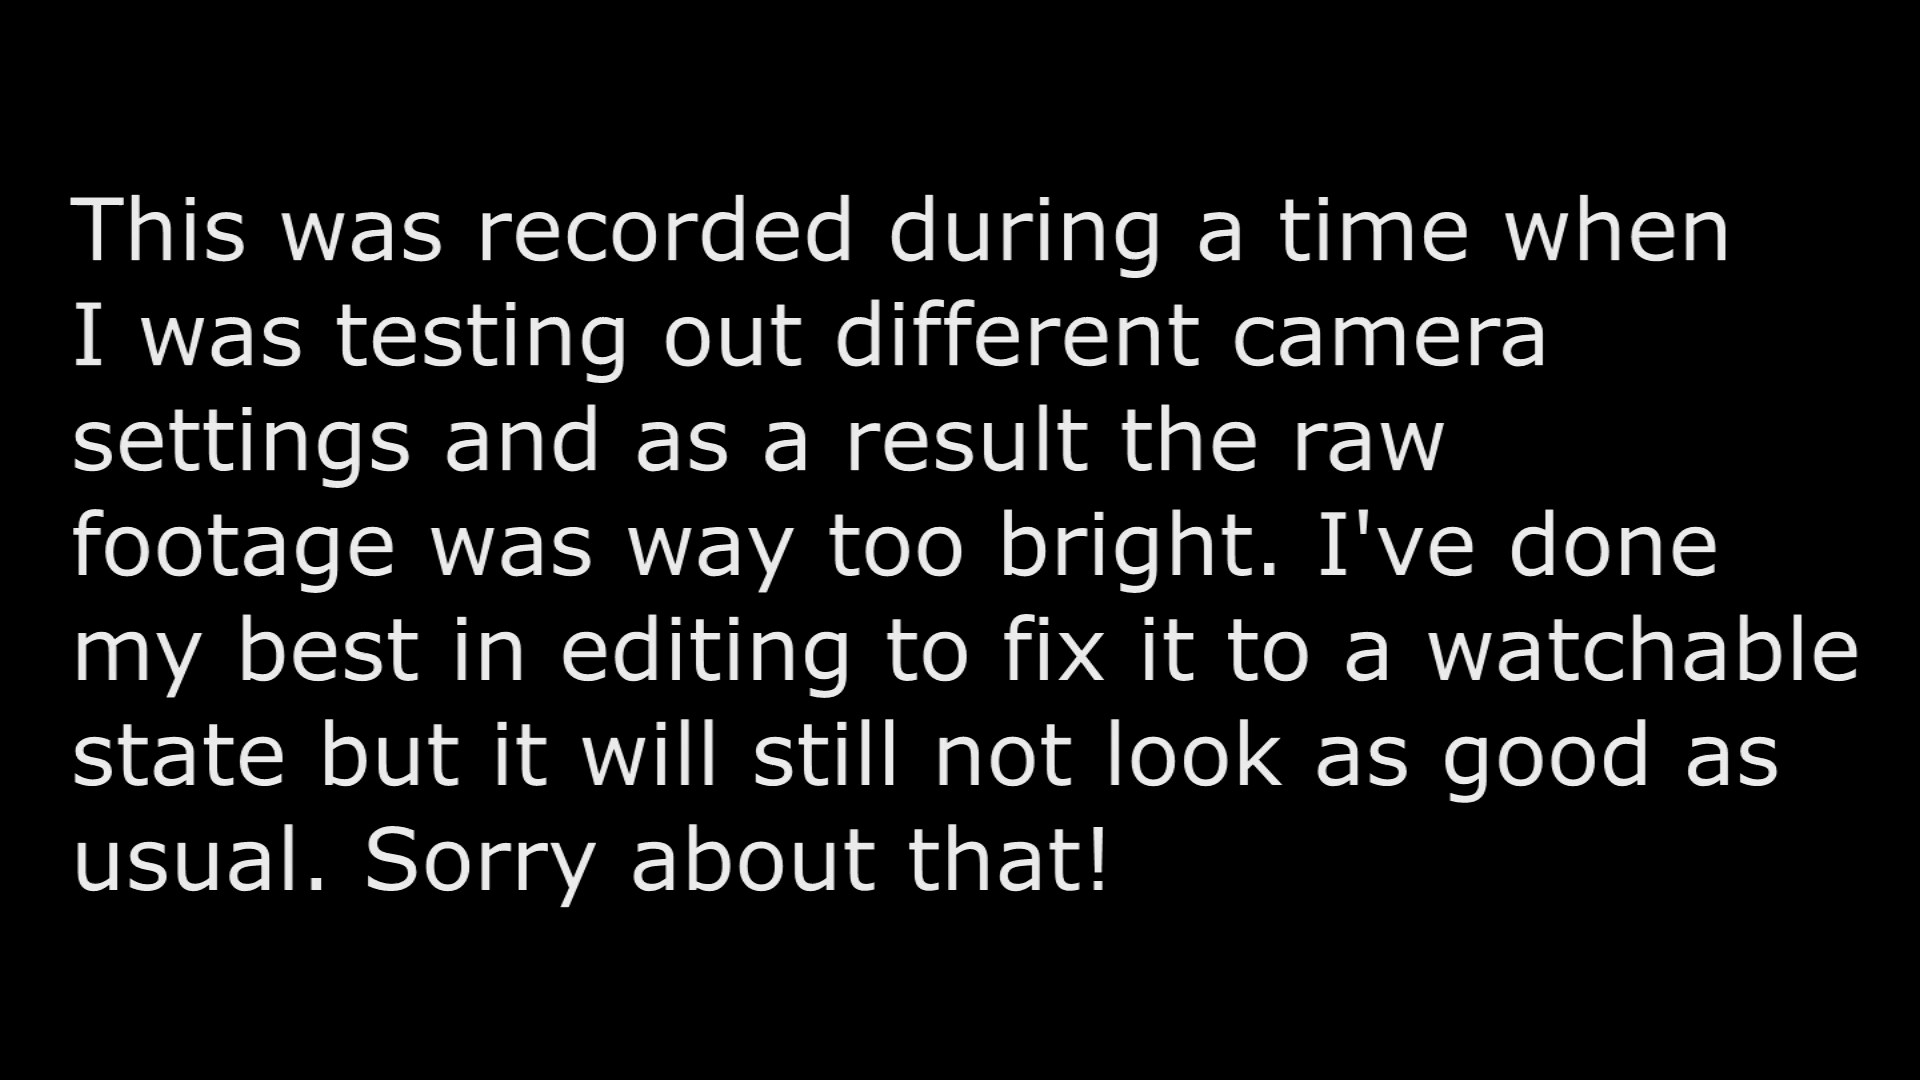 This was recorded during a time when
I was testing out different camera
settings and as a result the raw
footage was way too bright. I've done
my best in editing to fix it to a watchable
state but it will still not look as good as
usual. Sorry about that!